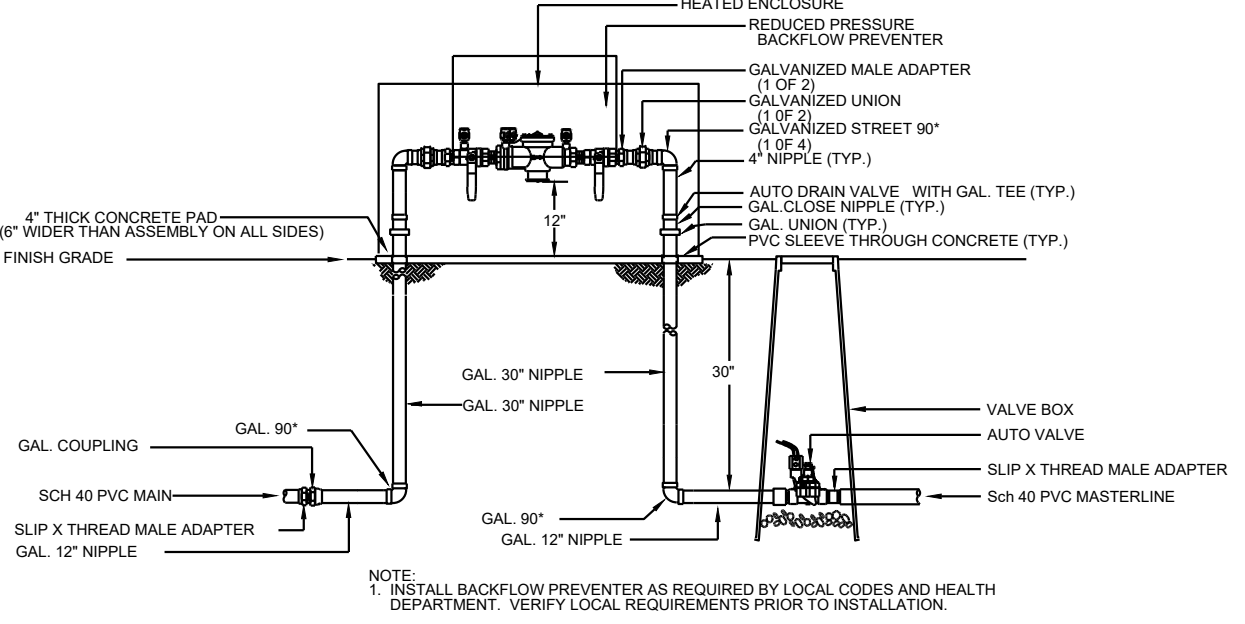 HEATED ENCLOSURE
REDUCED PRESSURE
BACKFLOW PREVENTER
GALVANIZED MALE ADAPTER
(1 OF 2)
GALVANIZED UNION
(1 0F 2)
GALVANIZED STREET 90*
(1 0F 4)
4" NIPPLE (TYP.)
AUTO DRAIN VALVE WITH GAL. TEE (TYP.)
GAL.CLOSE NIPPLE (TYP.)
GAL. UNION (TYP.)
PVC SLEEVE THROUGH CONCRETE (TYP.)
4" THICK CONCRETE PAD
(6" WIDER THAN ASSEMBLY ON ALL SIDES)
FINISH GRADE
12"
30"
GAL. 30" NIPPLE
GAL. 30" NIPPLE
GAL. 90*
GAL. COUPLING
SCH 40 PVC MAIN
SLIP X THREAD MALE ADAPTER
GAL. 12" NIPPLE
GAL. 90*
GAL. 12" NIPPLE
VALVE BOX
AUTO VALVE
SLIP X THREAD MALE ADAPTER
Sch 40 PVC MASTERLINE
NOTE:
1. INSTALL BACKFLOW PREVENTER AS REQUIRED BY LOCAL CODES AND HEALTH
DEPARTMENT. VERIFY LOCAL REQUIREMENTS PRIOR TO INSTALLATION.